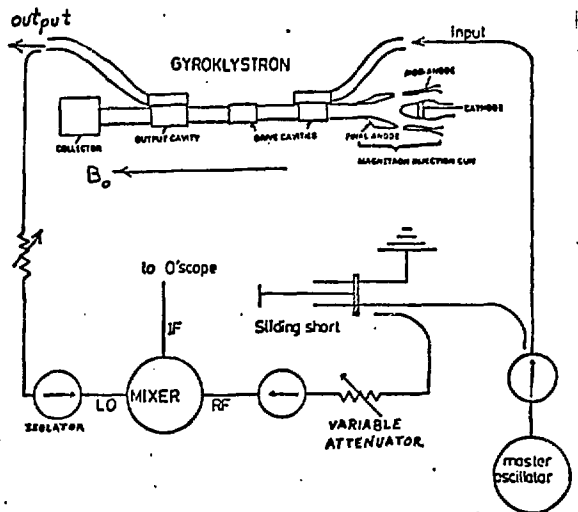 output
input
GYROKLYSTRON
MOD-ANODE
CATHODE
COLLECTOR
OUTPUT CAVITY
DRIVE CAVITIES
FINAL ANODE
MAGNETRON INJECTION GUN
B₀
to O'scope
IF
Sliding short
LO
MIXER
RF
ISOLATOR
VARIABLE
ATTENUATOR
master
oscillator